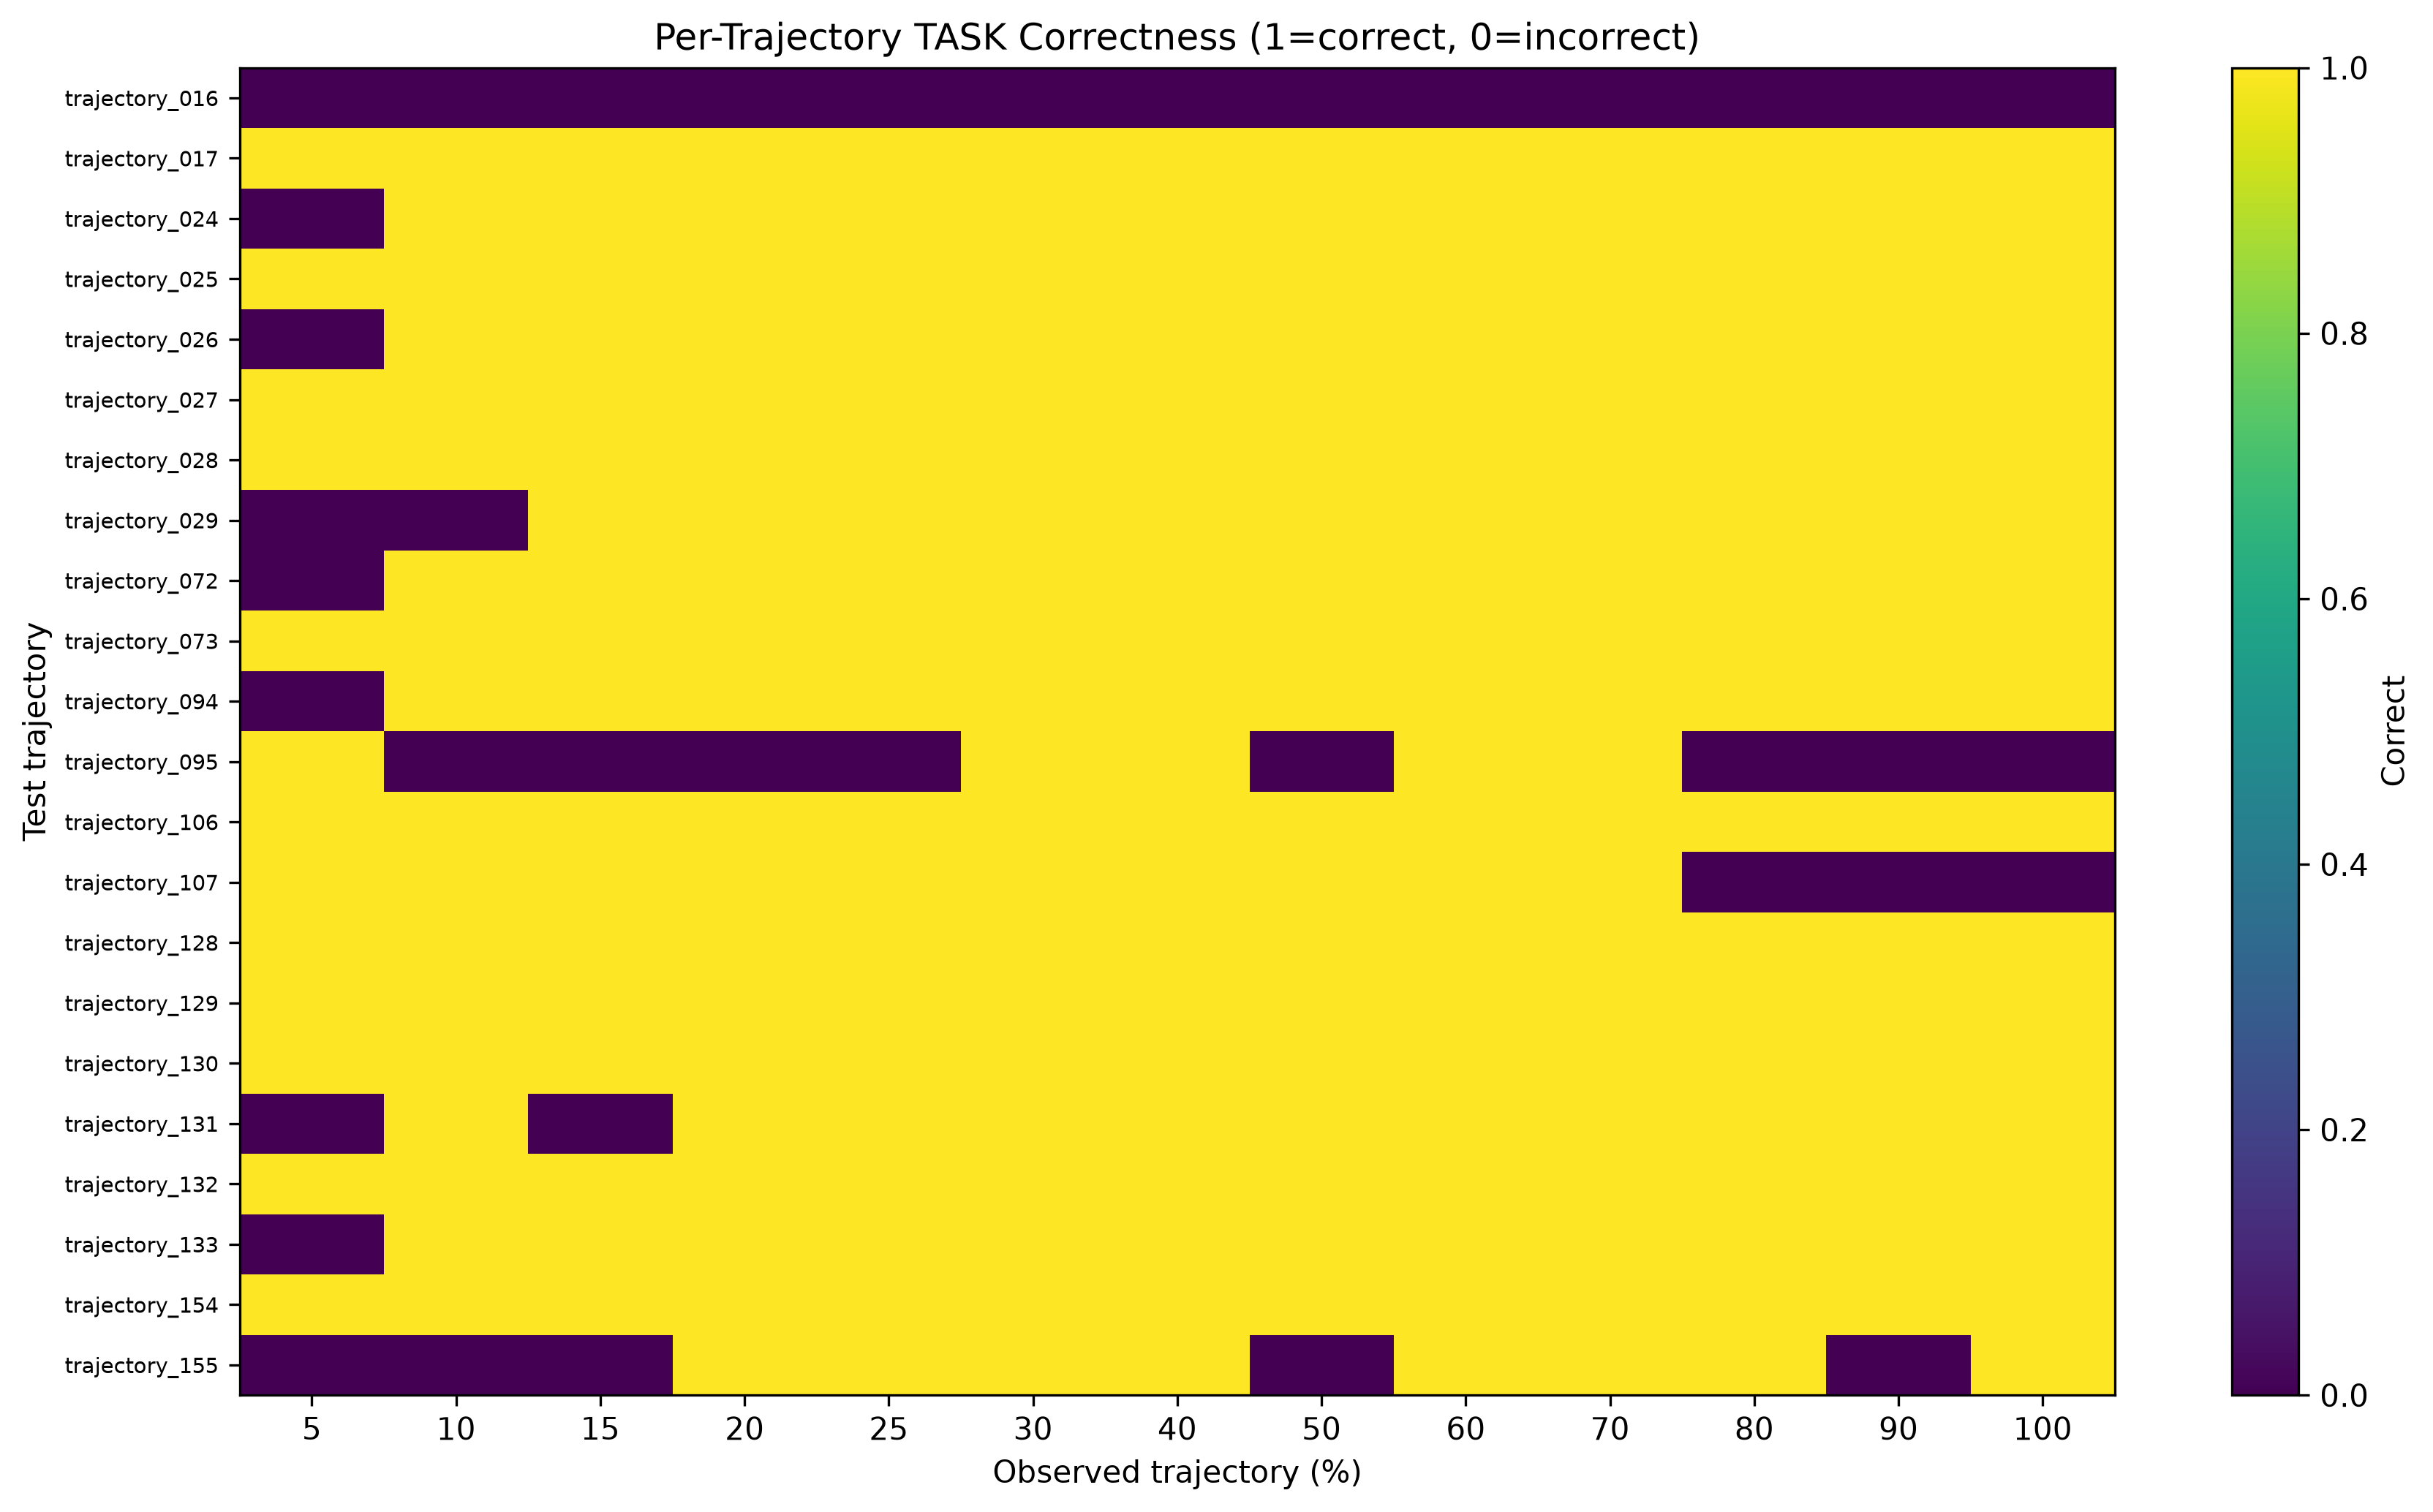 Per-Trajectory TASK Correctness (1=correct, 0=incorrect)
Test trajectory
trajectory_016
trajectory_017
trajectory_024
trajectory_025
trajectory_026
trajectory_027
trajectory_028
trajectory_029
trajectory_072
trajectory_073
trajectory_094
trajectory_095
trajectory_106
trajectory_107
trajectory_128
trajectory_129
trajectory_130
trajectory_131
trajectory_132
trajectory_133
trajectory_154
trajectory_155
5 10 15 20 25 30 40 50 60 70 80 90 100
Observed trajectory (%)
1.0
0.8
0.6
0.4
0.2
0.0
Correct